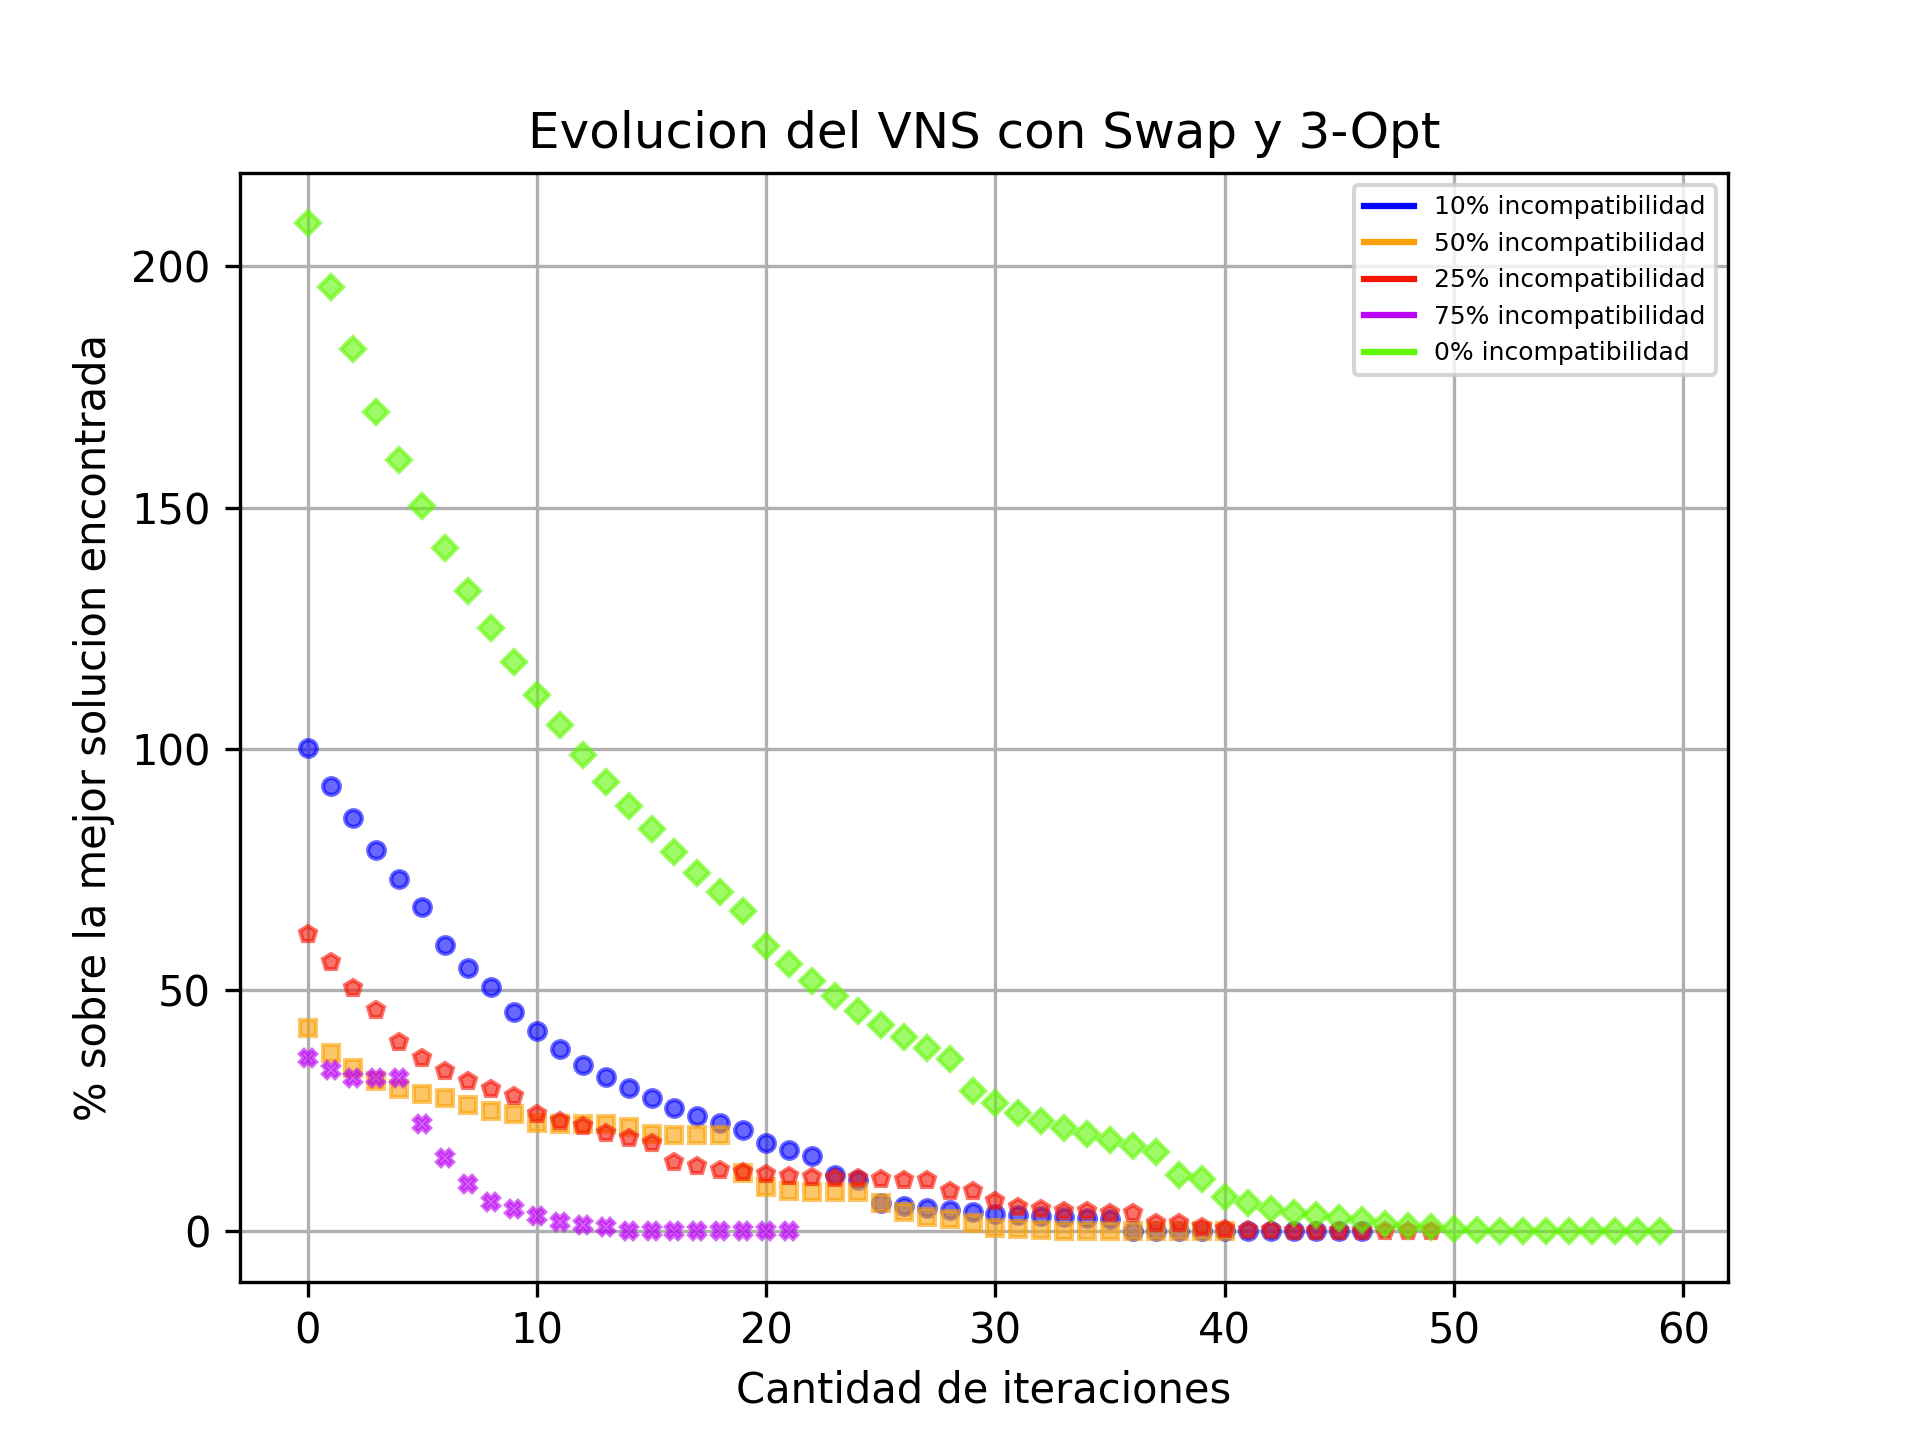 Evolucion del VNS con Swap y 3-Opt
% sobre la mejor solucion encontrada
200
150
100
50
0
10% incompatibilidad
50% incompatibilidad
25% incompatibilidad
75% incompatibilidad
0% incompatibilidad
0 10 20 30 40 50 60
Cantidad de iteraciones